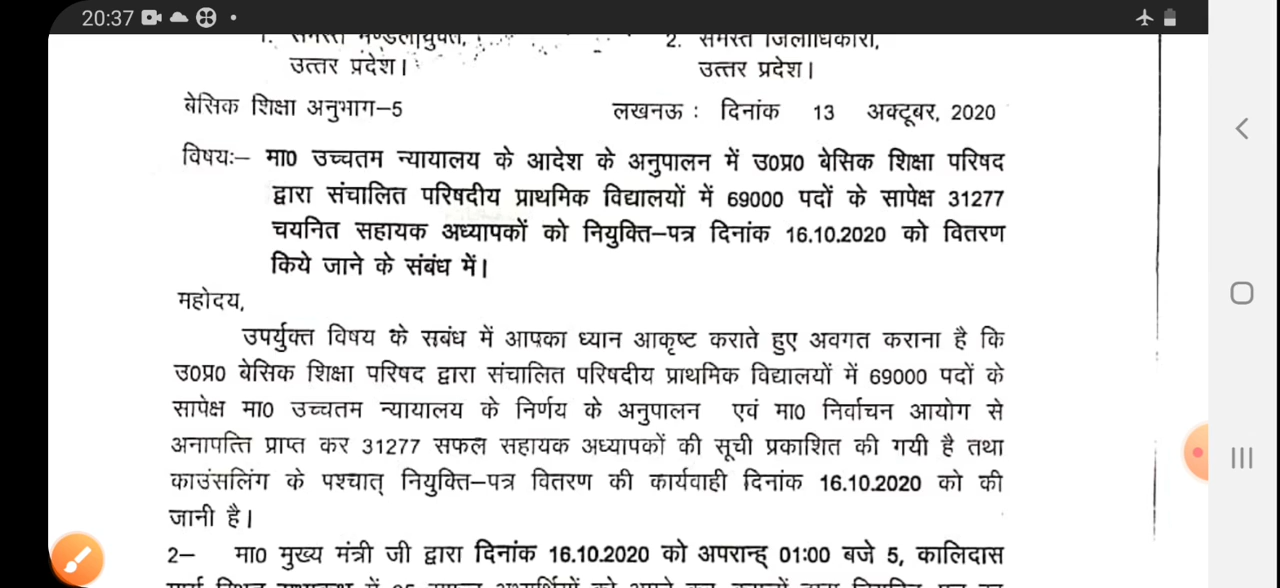 20:37
1. समस्त मण्डलायुक्त,
2. समस्त जिलाधिकारी,
उत्तर प्रदेश।
उत्तर प्रदेश।
बेसिक शिक्षा अनुभाग–5
लखनऊ : दिनांक 13 अक्टूबर, 2020
विषयः– मा0 उच्चतम न्यायालय के आदेश के अनुपालन में उ0प्र0 बेसिक शिक्षा परिषद
द्वारा संचालित परिषदीय प्राथमिक विद्यालयों में 69000 पदों के सापेक्ष 31277
चयनित सहायक अध्यापकों को नियुक्ति–पत्र दिनांक 16.10.2020 को वितरण
किये जाने के संबंध में।
महोदय,
उपर्युक्त विषय के सबंध में आपका ध्यान आकृष्ट कराते हुए अवगत कराना है कि
उ0प्र0 बेसिक शिक्षा परिषद द्वारा संचालित परिषदीय प्राथमिक विद्यालयों में 69000 पदों के
सापेक्ष मा0 उच्चतम न्यायालय के निर्णय के अनुपालन एवं मा0 निर्वाचन आयोग से
अनापत्ति प्राप्त कर 31277 सफल सहायक अध्यापकों की सूची प्रकाशित की गयी है तथा
काउंसलिंग के पश्चात् नियुक्ति–पत्र वितरण की कार्यवाही दिनांक 16.10.2020 को की
जानी है।
2– मा0 मुख्य मंत्री जी द्वारा दिनांक 16.10.2020 को अपरान्ह् 01:00 बजे 5, कालिदास